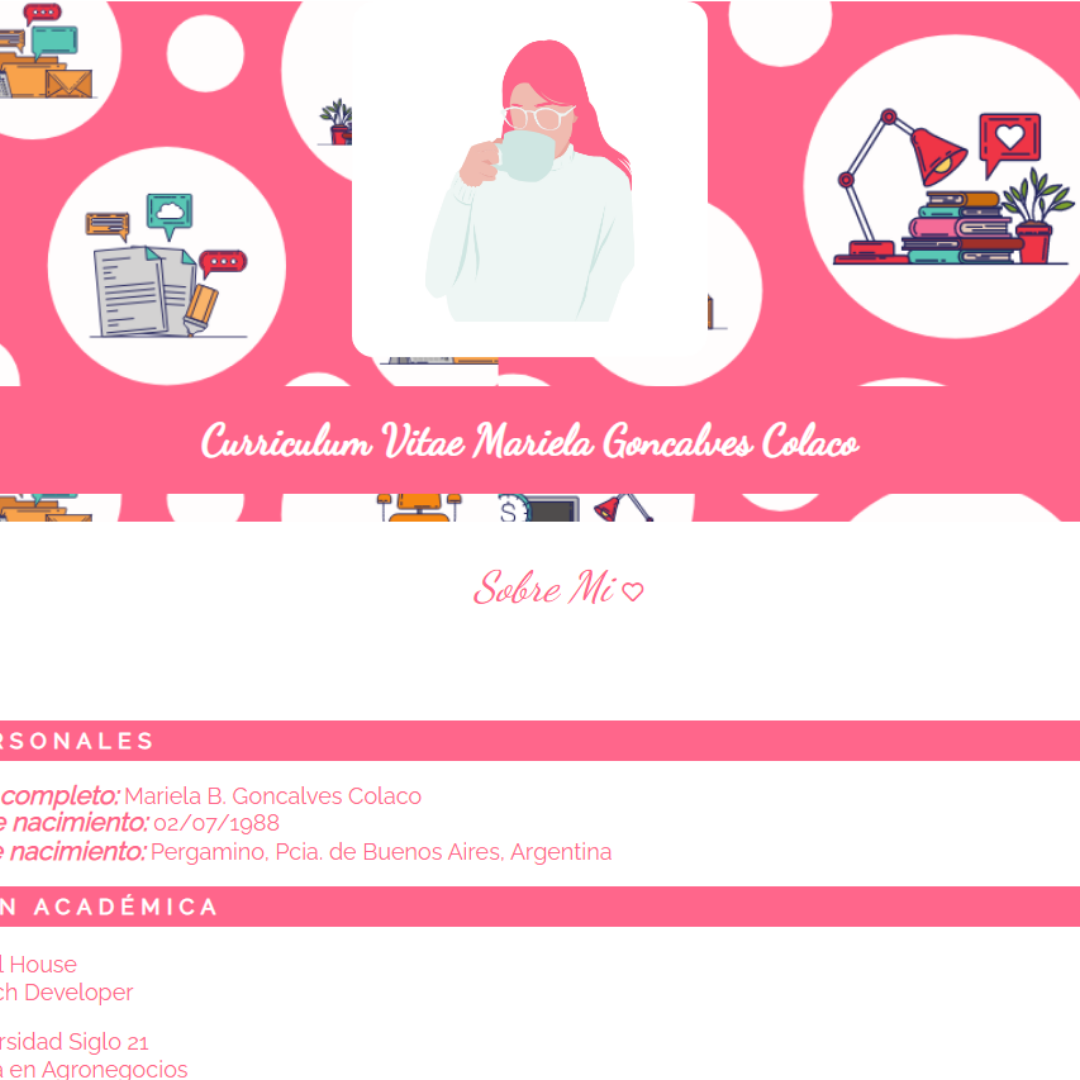 Curriculum Vitae Mariela Goncalves Colaco
Sobre Mi
RSONALES
completo: Mariela B. Goncalves Colaco
e nacimiento: 02/07/1988
e nacimiento: Pergamino, Pcia. de Buenos Aires, Argentina
N ACADÉMICA
l House
ch Developer
rsidad Siglo 21
a en Agronegocios